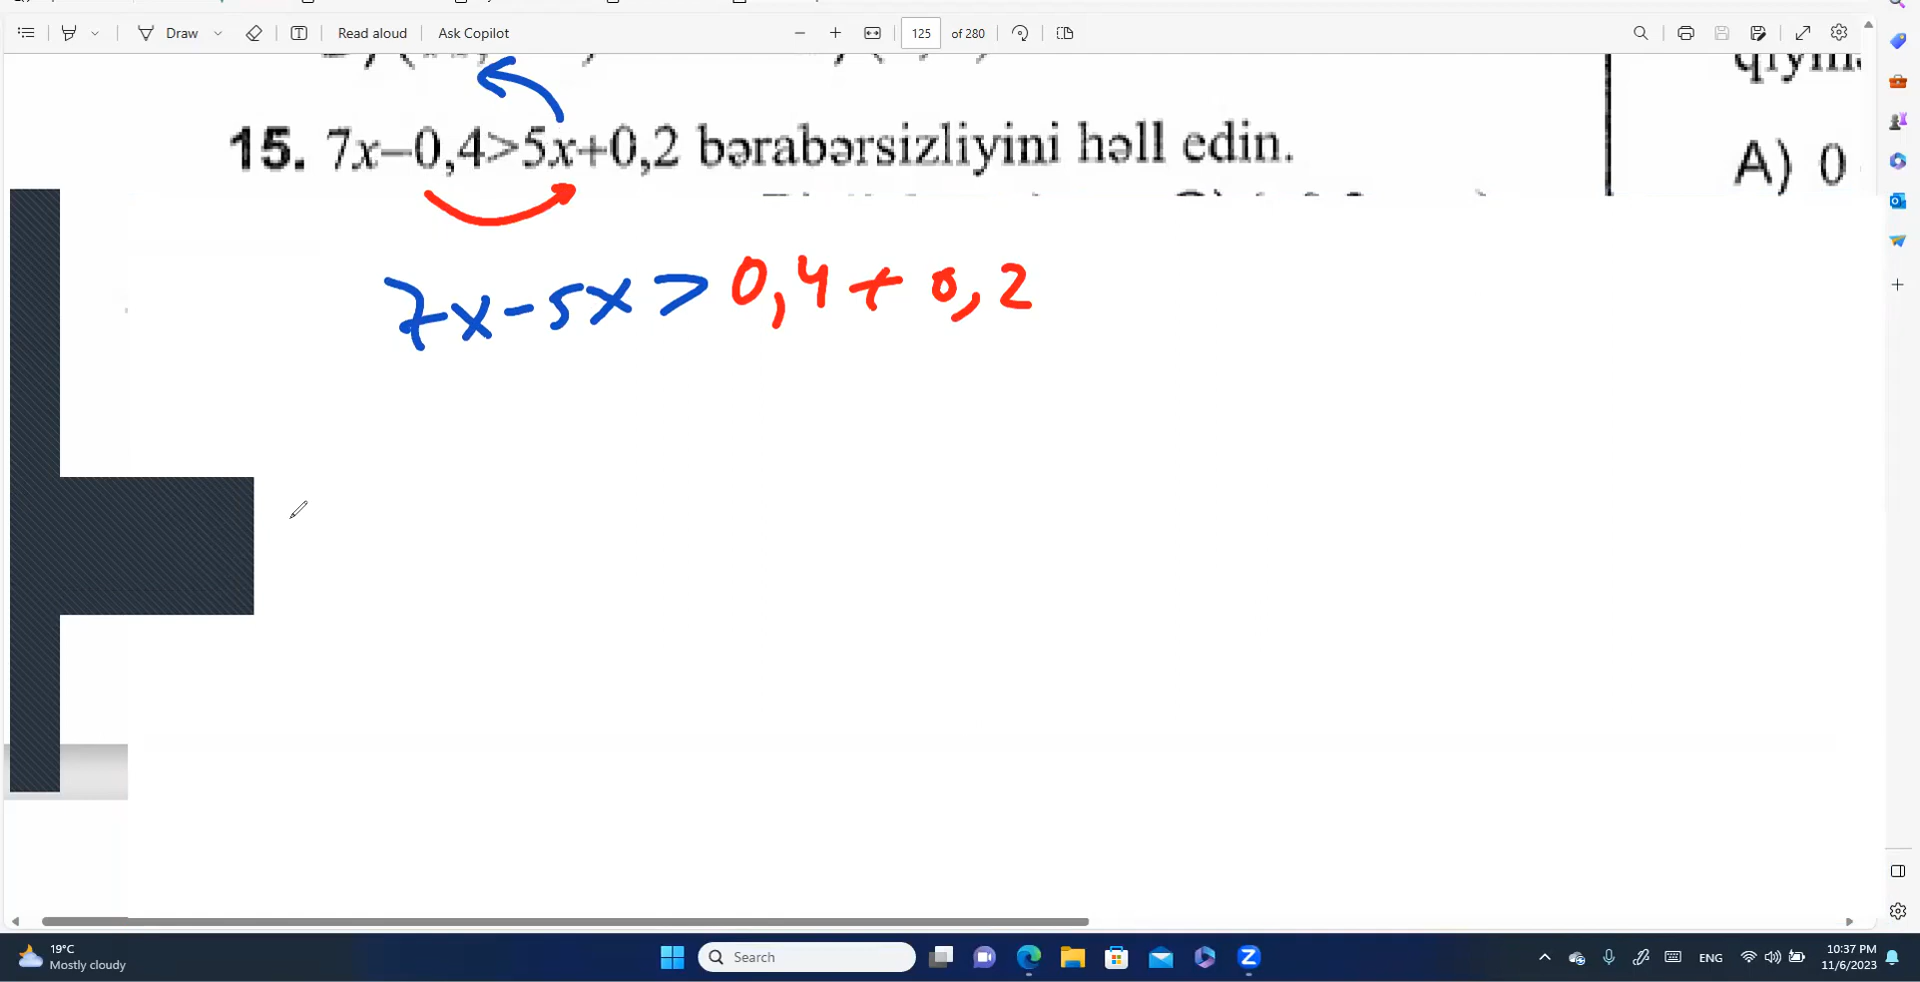 Draw
Read aloud
Ask Copilot
125
of 280
15. 7x–0,4>5x+0,2 bərabərsizliyini həll edin.
A) 0
7x-5x > 0,4 + 0,2
19°C
Mostly cloudy
Search
ENG
10:37 PM
11/6/2023